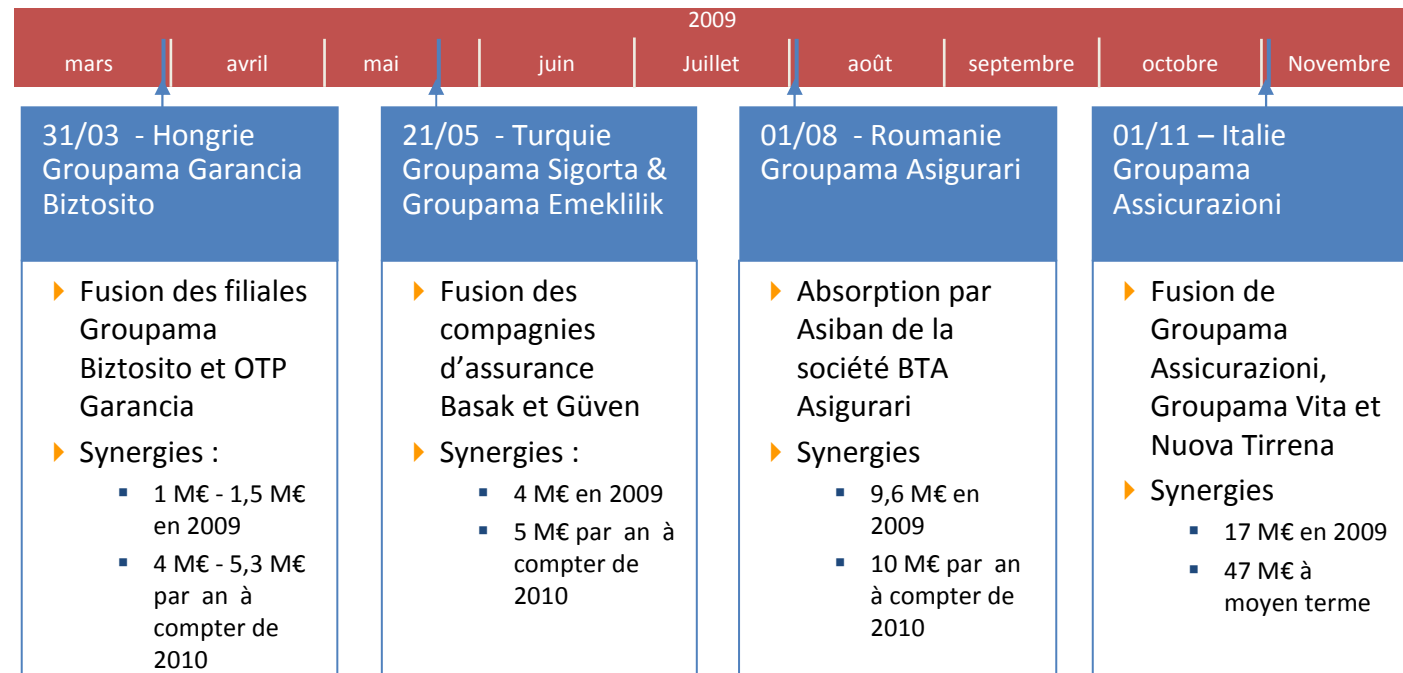 2009
mars avril mai juin Juillet août septembre octobre Novembre
31/03 - Hongrie
Groupama Garancia
Biztosito
Fusion des filiales
Groupama
Biztosito et OTP
Garancia
Synergies :
1 M€ - 1,5 M€
en 2009
4 M€ - 5,3 M€
par an à
compter de
2010
21/05 - Turquie
Groupama Sigorta &
Groupama Emeklilik
Fusion des
compagnies
d’assurance
Basak et Güven
Synergies :
4 M€ en 2009
5 M€ par an à
compter de
2010
01/08 - Roumanie
Groupama Asigurari
Absorption par
Asiban de la
société BTA
Asigurari
Synergies
9,6 M€ en
2009
10 M€ par an
à compter de
2010
01/11 – Italie
Groupama
Assicurazioni
Fusion de
Groupama
Assicurazioni,
Groupama Vita et
Nuova Tirrena
Synergies
17 M€ en 2009
47 M€ à
moyen terme